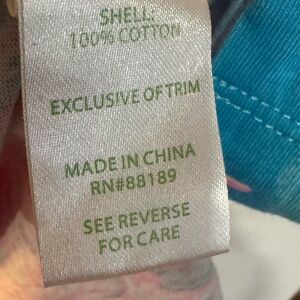 SHELL:
100% COTTON
EXCLUSIVE OF TRIM
MADE IN CHINA
RN#88189
SEE REVERSE
FOR CARE